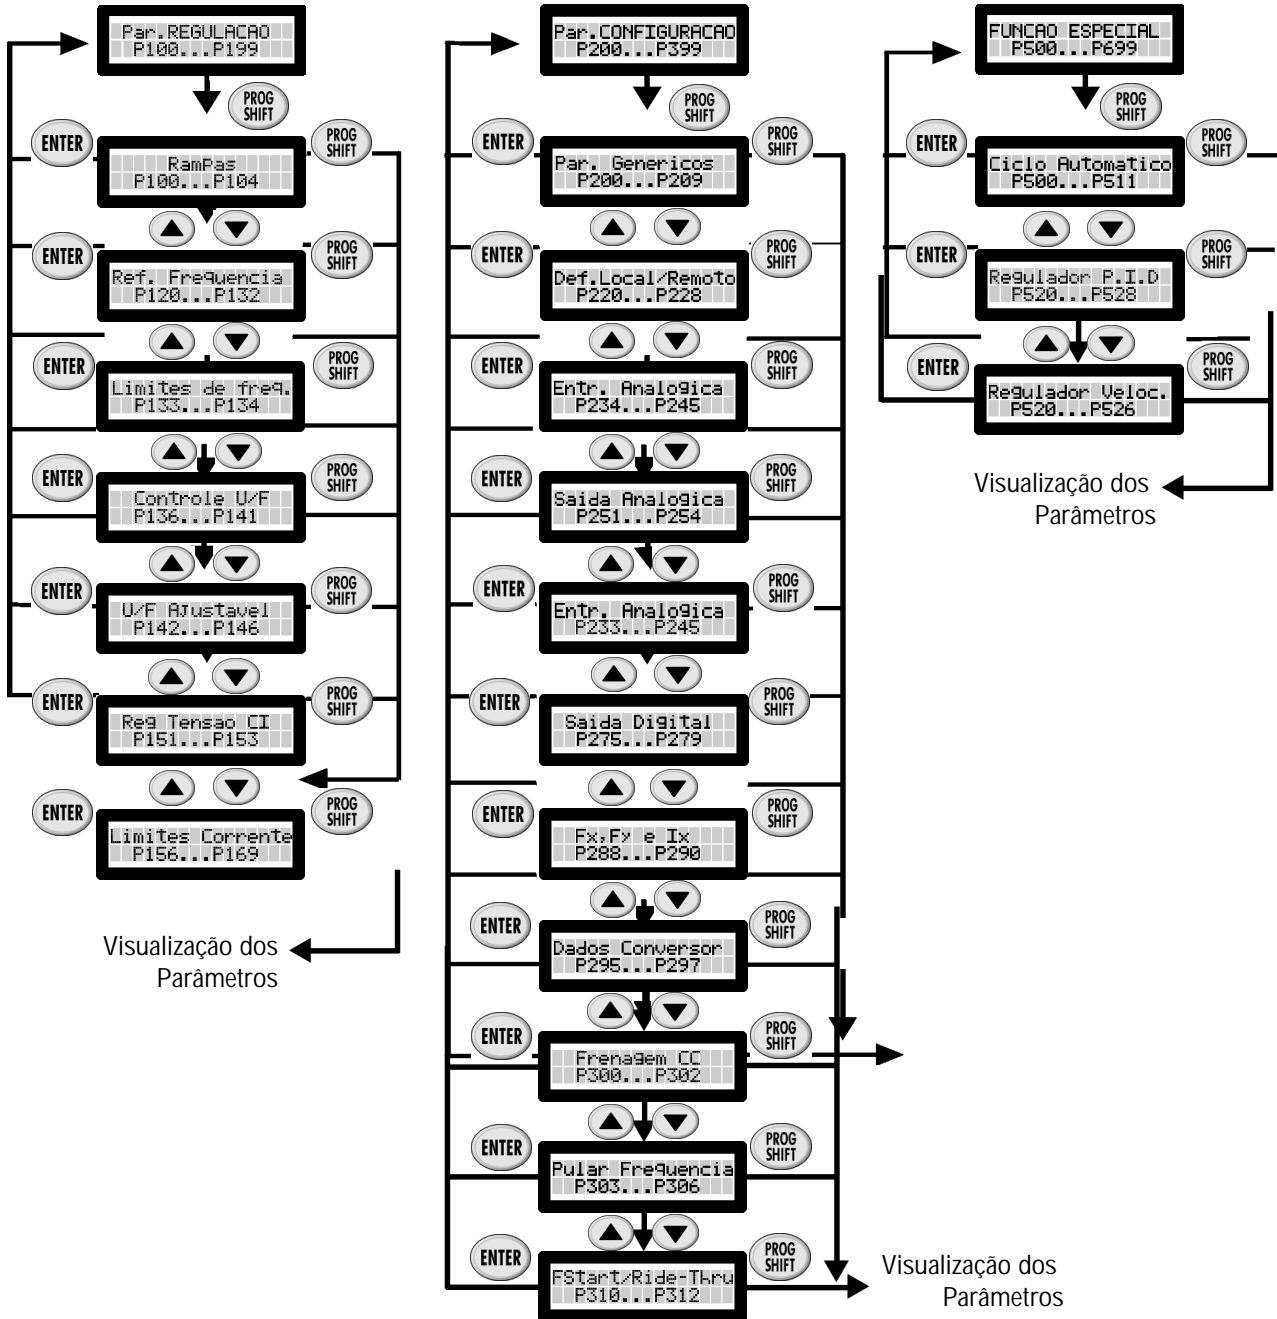 Par.REGULACAO
P100...P199
PROG
SHIFT
ENTER
PROG
SHIFT
RamPas
P100...P104
ENTER
PROG
SHIFT
Ref. Frequencia
P120...P132
ENTER
PROG
SHIFT
Limites de freq.
P133...P134
ENTER
PROG
SHIFT
Controle U/F
P136...P141
ENTER
PROG
SHIFT
U/F AJustavel
P142...P146
ENTER
PROG
SHIFT
Reg Tensao CI
P151...P153
ENTER
PROG
SHIFT
Limites Corrente
P156...P169
Visualização dos
Parâmetros
Par.CONFIGURACAO
P200...P399
PROG
SHIFT
ENTER
PROG
SHIFT
Par. Genericos
P200...P209
ENTER
PROG
SHIFT
Def.Local/Remoto
P220...P228
ENTER
PROG
SHIFT
Entr. Analogica
P234...P245
ENTER
PROG
SHIFT
Saida Analogica
P251...P254
ENTER
PROG
SHIFT
Entr. Analogica
P233...P245
ENTER
PROG
SHIFT
Saida Digital
P275...P279
ENTER
PROG
SHIFT
Fx,Fy e Ix
P288...P290
ENTER
PROG
SHIFT
Dados Conversor
P295...P297
ENTER
PROG
SHIFT
Frenagem CC
P300...P302
ENTER
PROG
SHIFT
Pular Frequencia
P303...P306
ENTER
PROG
SHIFT
FStart/Ride-Thru
P310...P312
Visualização dos
Parâmetros
FUNCAO ESPECIAL
P500...P699
PROG
SHIFT
ENTER
PROG
SHIFT
Ciclo Automatico
P500...P511
ENTER
PROG
SHIFT
Regulador P.I.D
P520...P528
ENTER
PROG
SHIFT
Regulador Veloc.
P520...P526
Visualização dos
Parâmetros